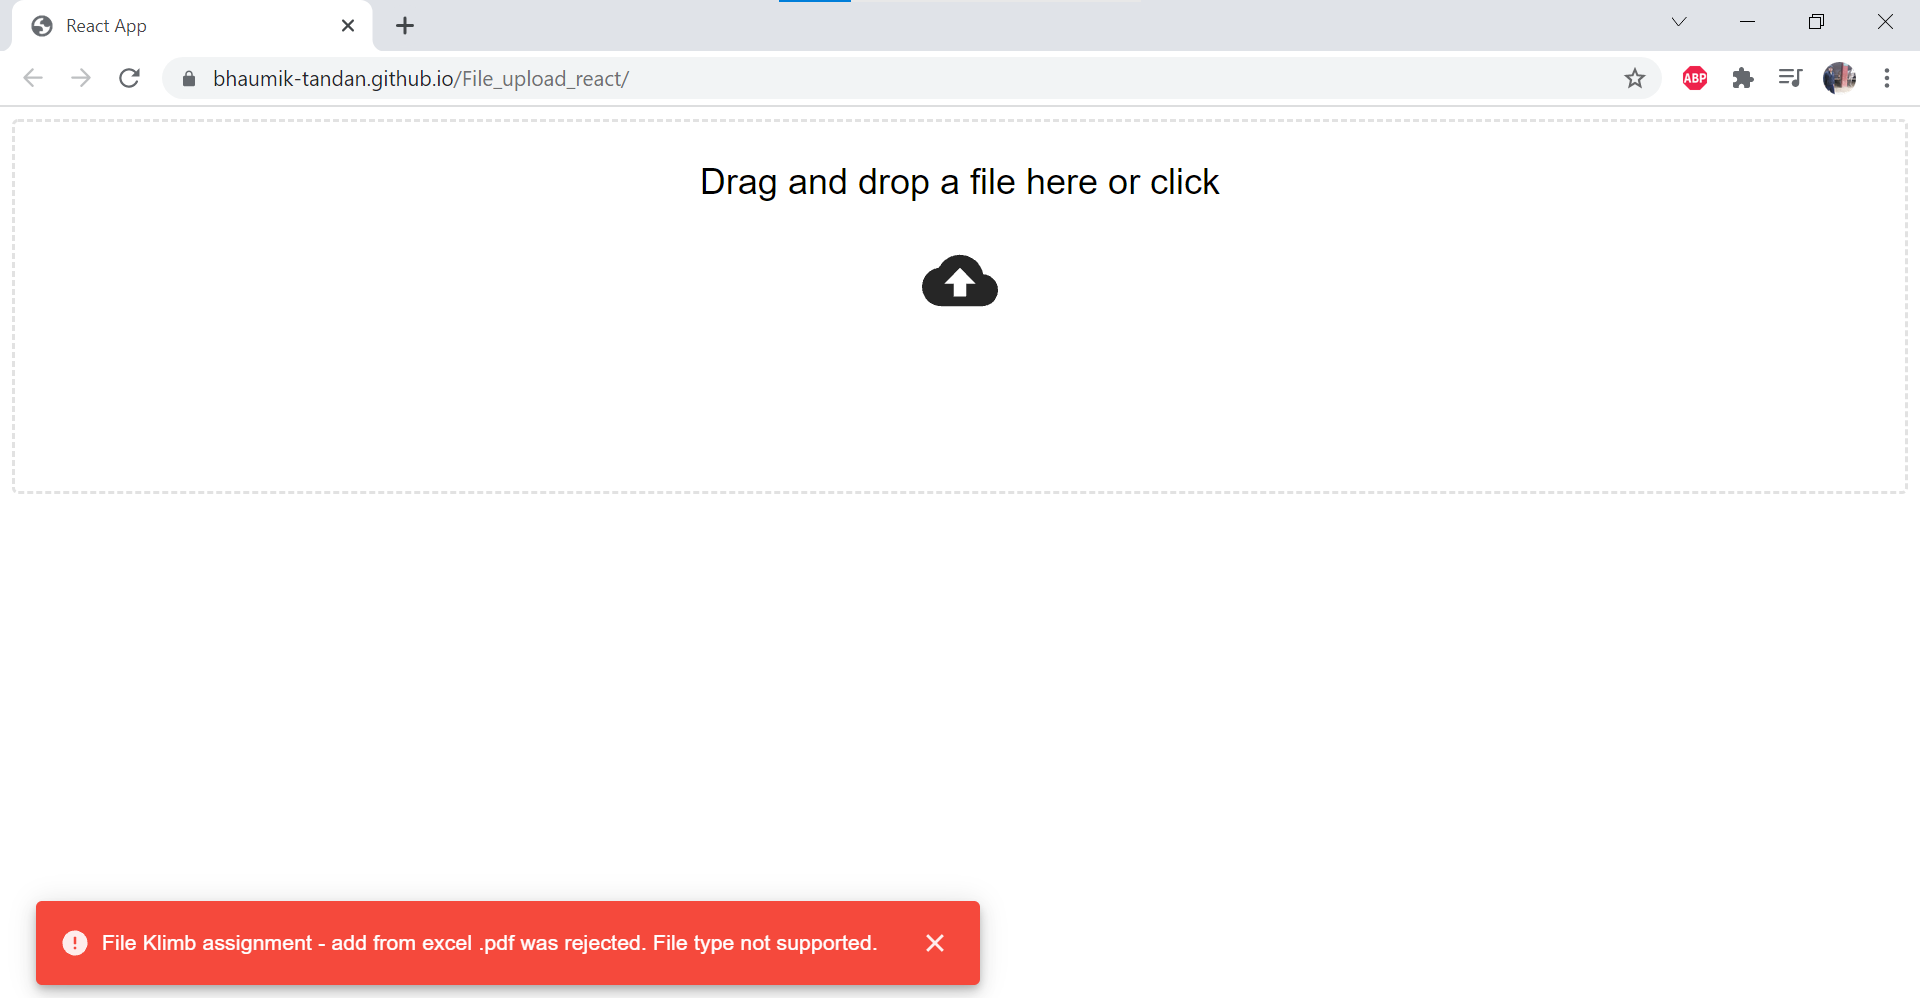 React App
bhaumik-tandan.github.io/File_upload_react/
ABP
Drag and drop a file here or click
File Klimb assignment - add from excel .pdf was rejected. File type not supported.